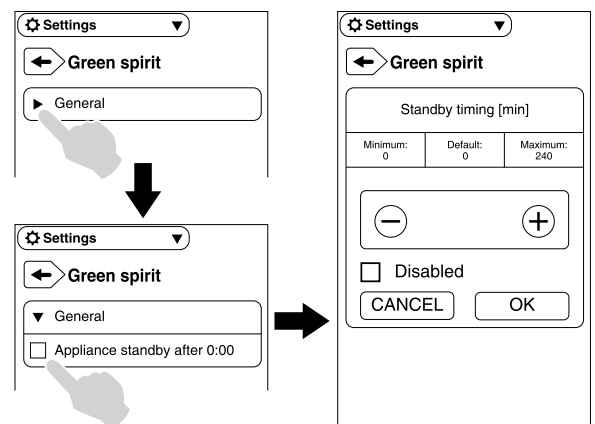 Settings
Green spirit
General
Settings
Green spirit
General
Appliance standby after 0:00
Settings
Green spirit
Standby timing [min]
Minimum:
0
Default:
0
Maximum:
240
Disabled
CANCEL
OK